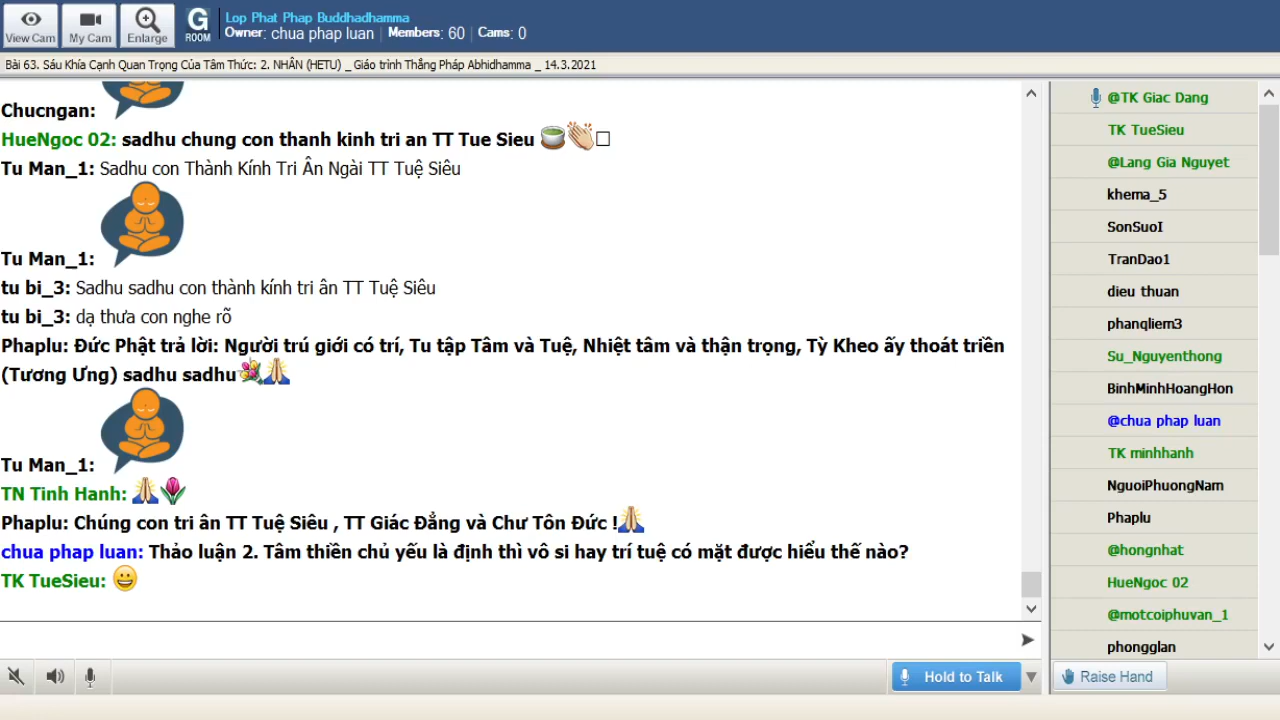 View Cam
My Cam
Enlarge
G ROOM
Lop Phat Phap Buddhadhamma
Owner: chua phap luan Members: 60 Cams: 0
Bài 63. Sáu Khía Cạnh Quan Trọng Của Tâm Thức: 2. NHÂN (HETU) _ Giáo trình Thắng Pháp Abhidhamma _ 14.3.2021
Chucngan:
HueNgoc 02: sadhu chung con thanh kinh tri an TT Tue Sieu
Tu Man_1: Sadhu con Thành Kính Tri Ân Ngài TT Tuệ Siêu
Tu Man_1:
tu bi_3: Sadhu sadhu con thành kính tri ân TT Tuệ Siêu
tu bi_3: dạ thưa con nghe rõ
Phaplu: Đức Phật trả lời: Người trú giới có trí, Tu tập Tâm và Tuệ, Nhiệt tâm và thận trọng, Tỳ Kheo ấy thoát triền
(Tương Ưng) sadhu sadhu
Tu Man_1:
TN Tinh Hanh:
Phaplu: Chúng con tri ân TT Tuệ Siêu , TT Giác Đẳng và Chư Tôn Đức !
chua phap luan: Thảo luận 2. Tâm thiền chủ yếu là định thì vô si hay trí tuệ có mặt được hiểu thế nào?
TK TueSieu:
Hold to Talk
@TK Giac Dang
TK TueSieu
@Lang Gia Nguyet
khema_5
SonSuoI
TranDao1
dieu thuan
phanqliem3
Su_Nguyenthong
BinhMinhHoangHon
@chua phap luan
TK minhhanh
NguoiPhuongNam
Phaplu
@hongnhat
HueNgoc 02
@motcoiphuvan_1
phongglan
Raise Hand